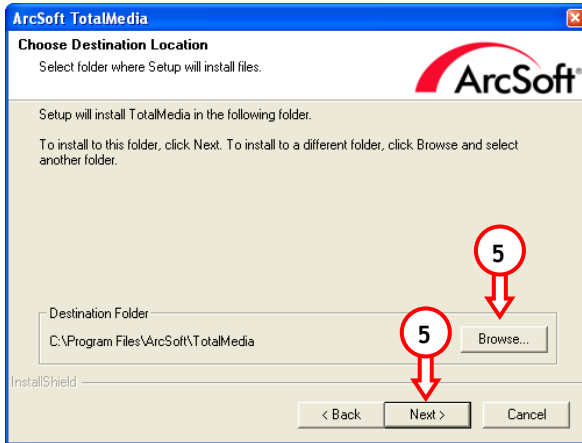 ArcSoft TotalMedia
Choose Destination Location
Select folder where Setup will install files.
ArcSoft®
Setup will install TotalMedia in the following folder.
To install to this folder, click Next. To install to a different folder, click Browse and select
another folder.
5
Destination Folder
C:\Program Files\ArcSoft\TotalMedia
5
Browse...
InstallShield
< Back
Next >
Cancel